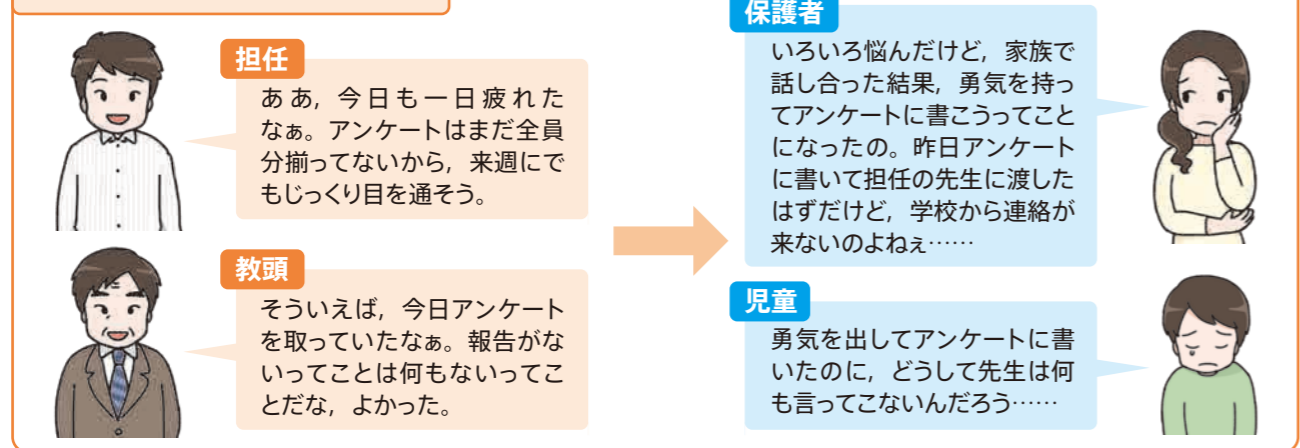 担任
ああ，今日も一日疲れた
なぁ。アンケートはまだ全員
分揃ってないから，来週にで
もじっくり目を通そう。
教頭
そういえば，今日アンケート
を取っていたなぁ。報告がな
いってことは何もないってこ
とだな，よかった。
保護者
いろいろ悩んだけど，家族で
話し合った結果，勇気を持っ
てアンケートに書こうってこと
になったの。昨日アンケート
に書いて担任の先生に渡した
はずだけど，学校から連絡が
来ないのよねぇ……
児童
勇気を出してアンケートに書
いたのに，どうして先生は何
も言ってこないんだろう……